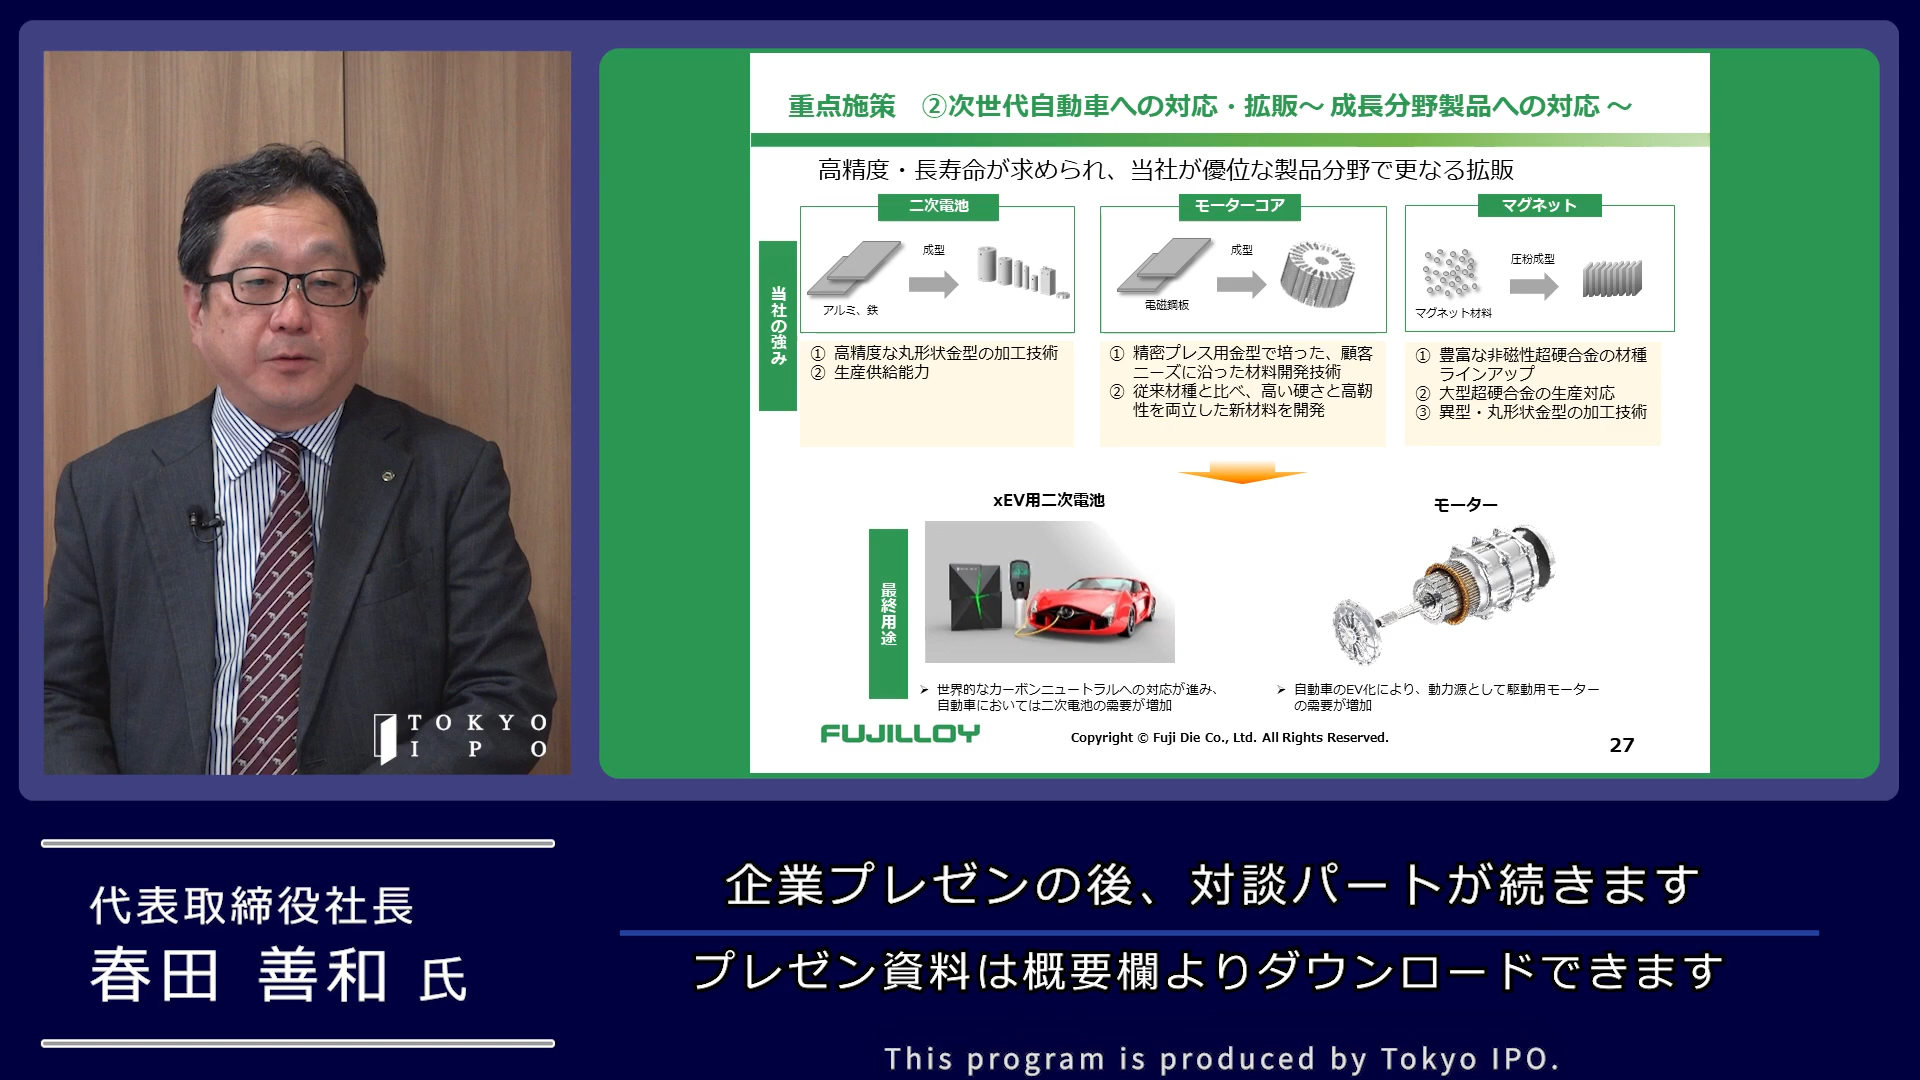 重点施策　②次世代自動車への対応・拡販～ 成長分野製品への対応 ～
高精度・長寿命が求められ、当社が優位な製品分野で更なる拡販
当社の強み
二次電池
成型
アルミ、鉄
① 高精度な丸形状金型の加工技術
② 生産供給能力
モーターコア
成型
電磁鋼板
① 精密プレス用金型で培った、顧客
ニーズに沿った材料開発技術
② 従来材種と比べ、高い硬さと高靭
性を両立した新材料を開発
マグネット
圧粉成型
マグネット材料
① 豊富な非磁性超硬合金の材種
ラインアップ
② 大型超硬合金の生産対応
③ 異型・丸形状金型の加工技術
最終用途
xEV用二次電池
➢ 世界的なカーボンニュートラルへの対応が進み、
自動車においては二次電池の需要が増加
モーター
➢ 自動車のEV化により、動力源として駆動用モーター
の需要が増加
FUJILLOY
Copyright © Fuji Die Co., Ltd. All Rights Reserved.
27
TOKYO
IPO
代表取締役社長
春田 善和 氏
企業プレゼンの後、対談パートが続きます
プレゼン資料は概要欄よりダウンロードできます
This program is produced by Tokyo IPO.